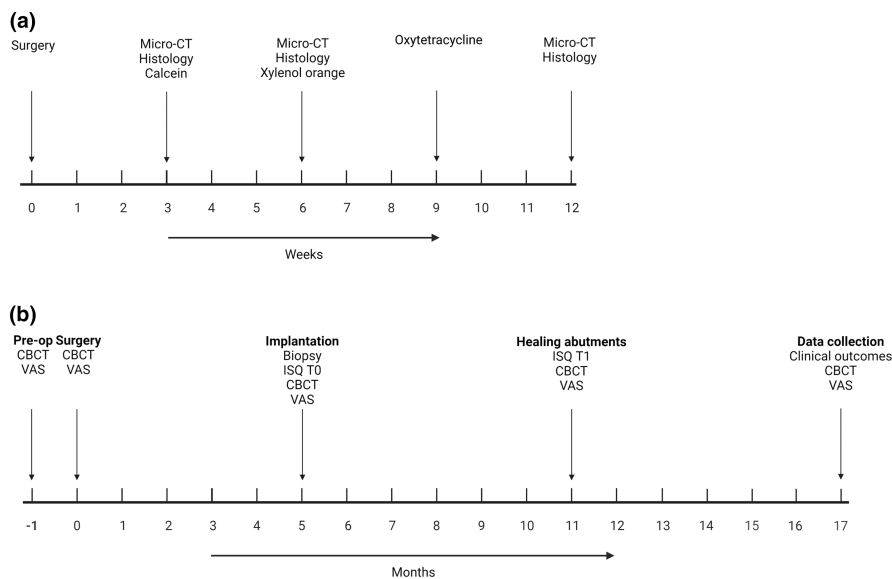 (a)
Surgery
Micro-CT
Histology
Calcein
Micro-CT
Histology
Xylenol orange
Oxytetracycline
Micro-CT
Histology
0 1 2 3 4 5 6 7 8 9 10 11 12
Weeks
(b)
Pre-op
CBCT
VAS
Surgery
CBCT
VAS
Implantation
Biopsy
ISQ T0
CBCT
VAS
Healing abutments
ISQ T1
CBCT
VAS
Data collection
Clinical outcomes
CBCT
VAS
-1 0 1 2 3 4 5 6 7 8 9 10 11 12 13 14 15 16 17
Months